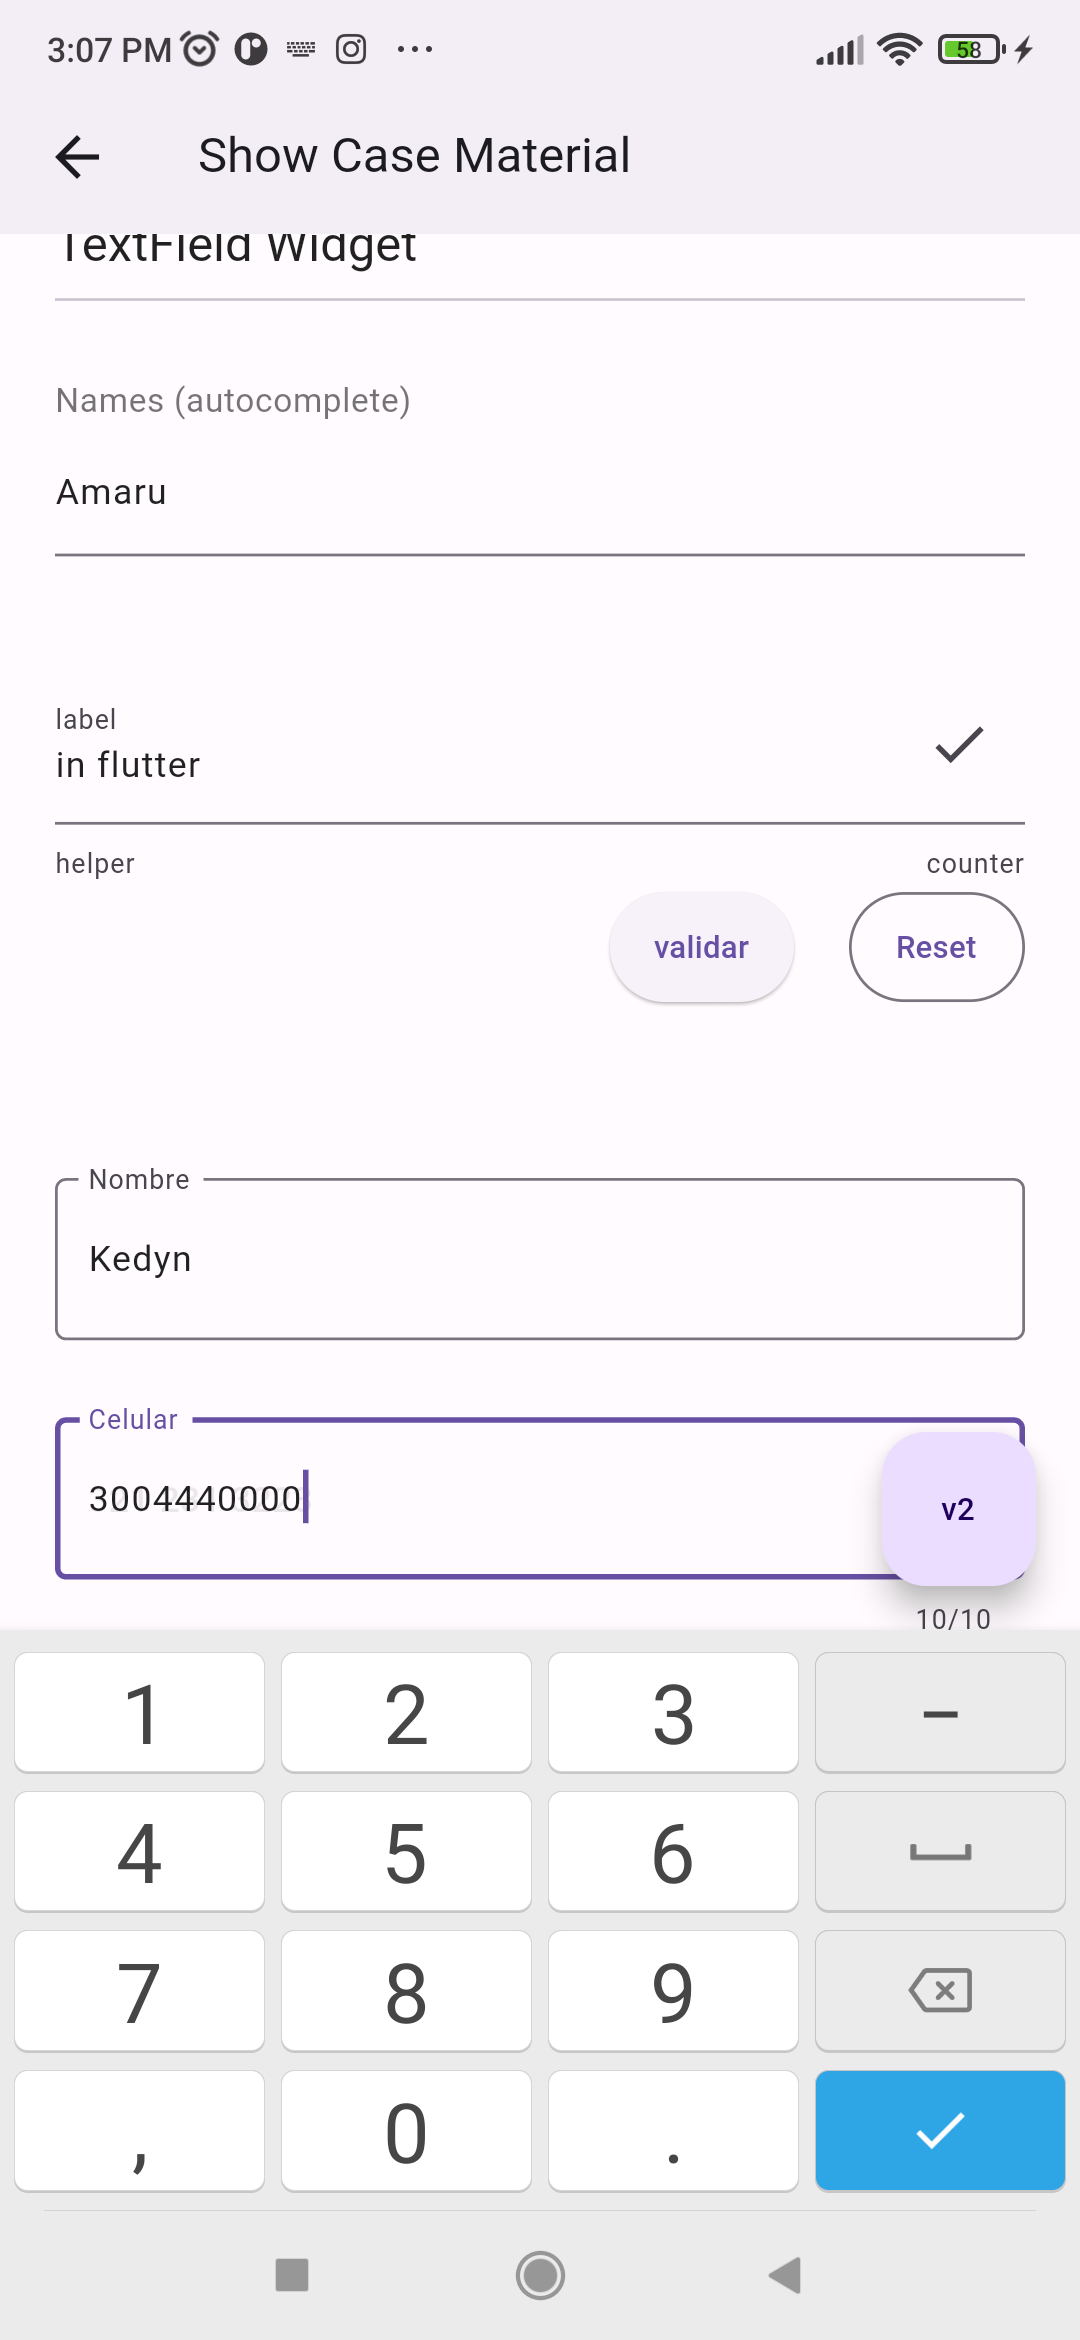 3:07 PM
58
Show Case Material
TextField Widget
Names (autocomplete)
Amaru
label
in flutter
helper
counter
validar
Reset
Nombre
Kedyn
Celular
3004440000
v2
10/10
1 2 3 –
4 5 6
7 8 9
, 0 .